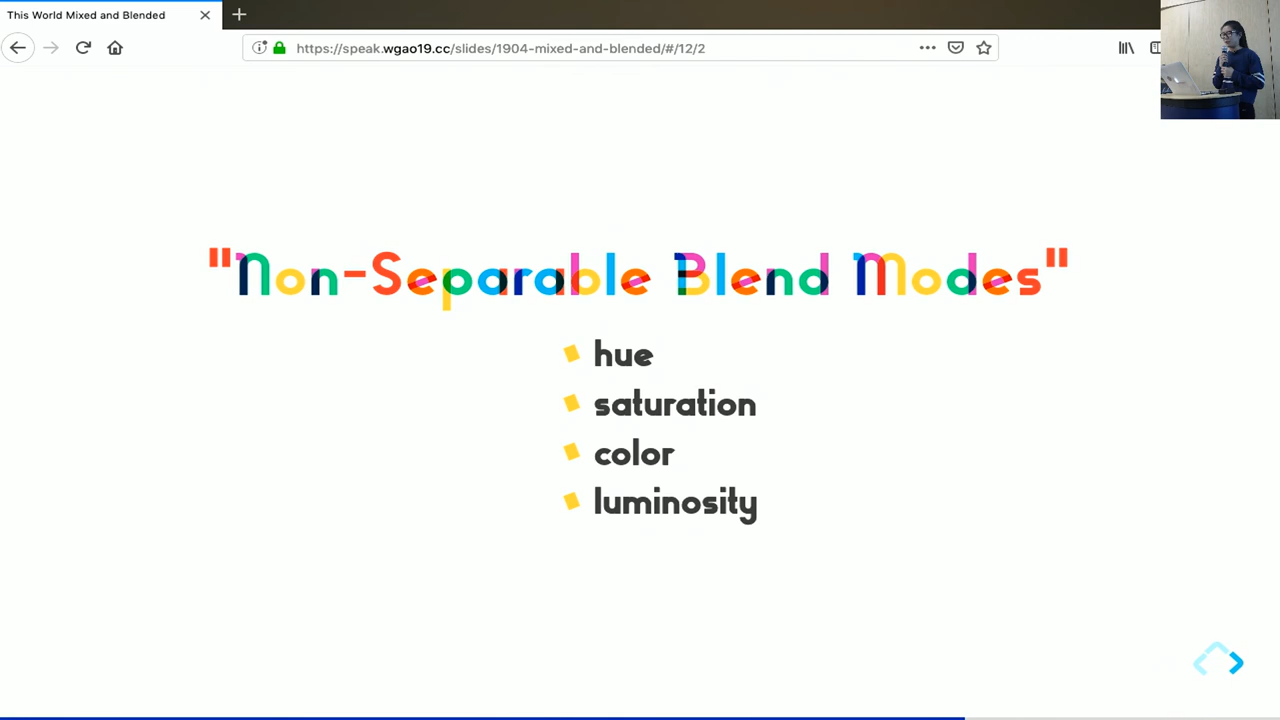 This World Mixed and Blended
https://speak.wgao19.cc/slides/1904-mixed-and-blended/#/12/2
"Non-Separable Blend Modes"
hue
saturation
color
luminosity